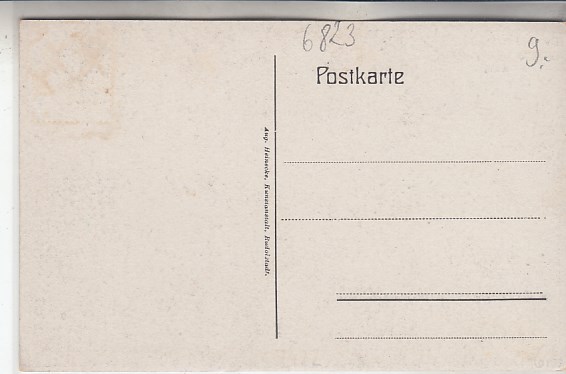 6823
9.
Postkarte
Aug. Heinecke, Kunstanstalt, Rudolstadt.